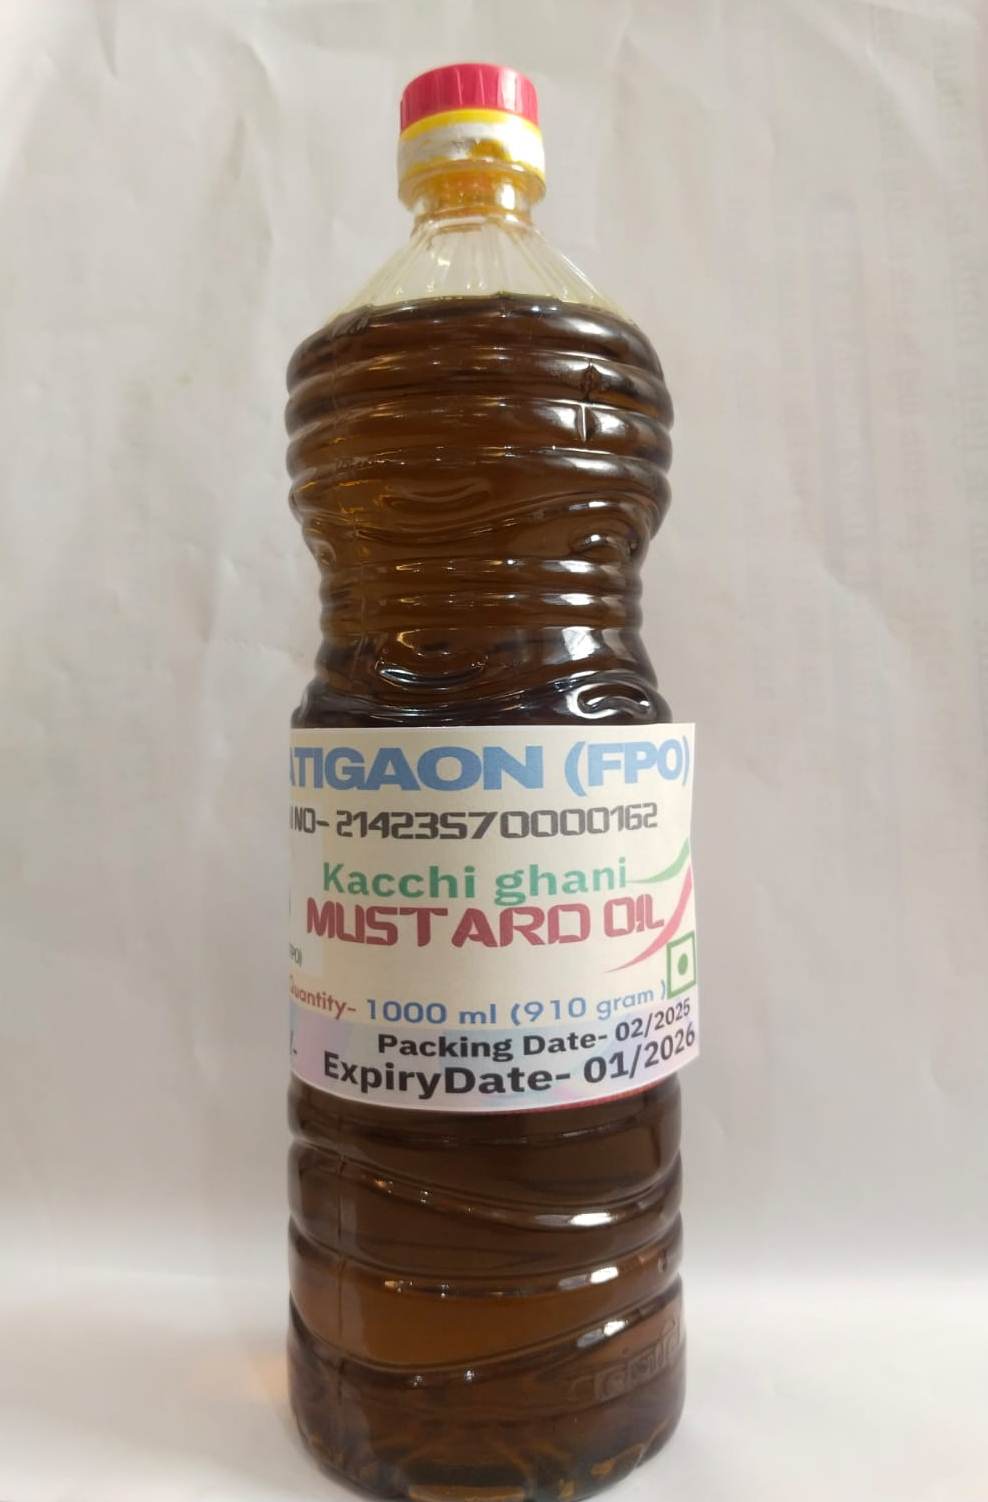 ATIGAON (FPO)
NO- 21423570000162
Kacchi ghani
MUSTARD OIL
Quantity- 1000 ml (910 gram )
Packing Date- 02/2025
ExpiryDate- 01/2026